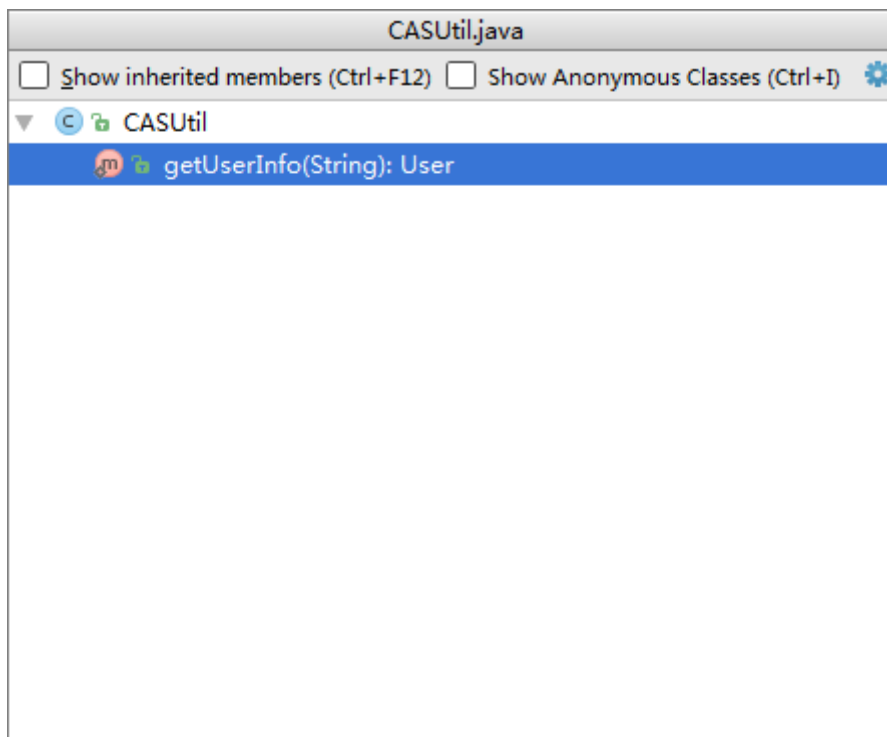 CASUtil.java
Show inherited members (Ctrl+F12) Show Anonymous Classes (Ctrl+I)
C CASUtil
m getUserInfo(String): User